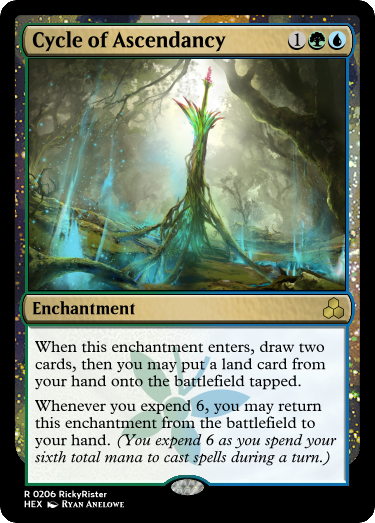 Cycle of Ascendancy 1
Enchantment
When this enchantment enters, draw two
cards, then you may put a land card from
your hand onto the battlefield tapped.
Whenever you expend 6, you may return
this enchantment from the battlefield to
your hand. (You expend 6 as you spend your
sixth total mana to cast spells during a turn.)
R 0206 RickyRister
HEX Ryan Anelowe